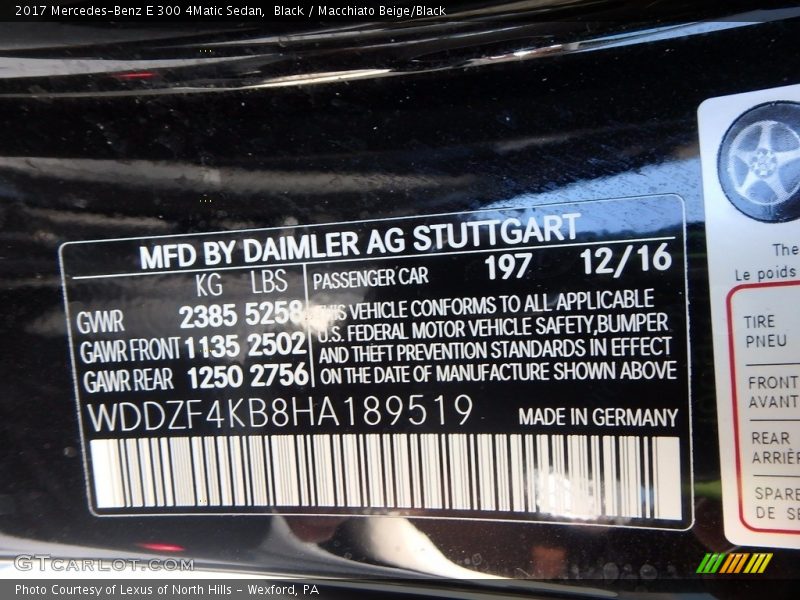 2017 Mercedes-Benz E 300 4Matic Sedan,  Black / Macchiato Beige/Black
MFD BY DAIMLER AG STUTTGART
KG LBS PASSENGER CAR 197 12/16
GVWR 2385 5258 THIS VEHICLE CONFORMS TO ALL APPLICABLE
GAWR FRONT 1135 2502 U.S. FEDERAL MOTOR VEHICLE SAFETY,BUMPER
AND THEFT PREVENTION STANDARDS IN EFFECT
GAWR REAR 1250 2756 ON THE DATE OF MANUFACTURE SHOWN ABOVE
WDDZF4KB8HA189519 MADE IN GERMANY
The
Le poids
TIRE
PNEU
FRONT
AVANT
REAR
ARRIÈR
SPARE
DE SE
GTcarlot.com
Photo Courtesy of Lexus of North Hills - Wexford, PA